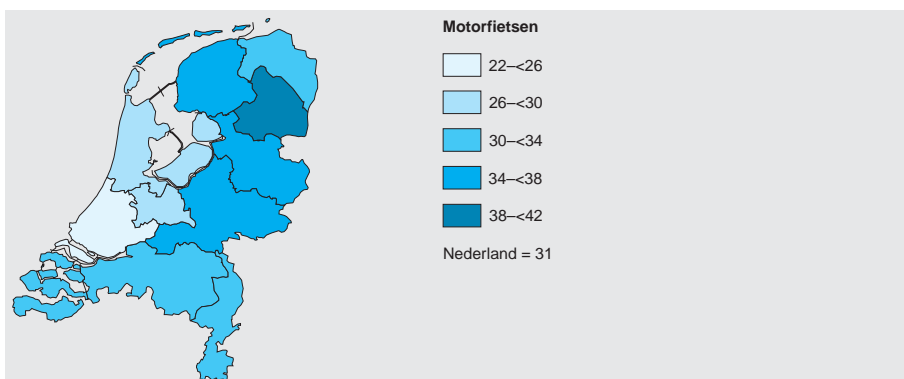 Motorfietsen
22–<26
26–<30
30–<34
34–<38
38–<42
Nederland = 31